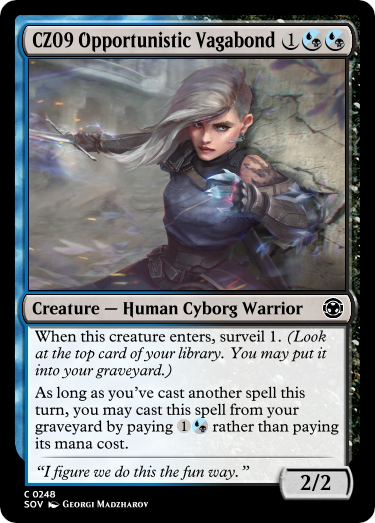 CZ09 Opportunistic Vagabond 1
Creature — Human Cyborg Warrior
When this creature enters, surveil 1. (Look
at the top card of your library. You may put it
into your graveyard.)
As long as you’ve cast another spell this
turn, you may cast this spell from your
graveyard by paying 1 rather than paying
its mana cost.
“I figure we do this the fun way.”
2/2
C 0248
SOV GEORGI MADZHAROV